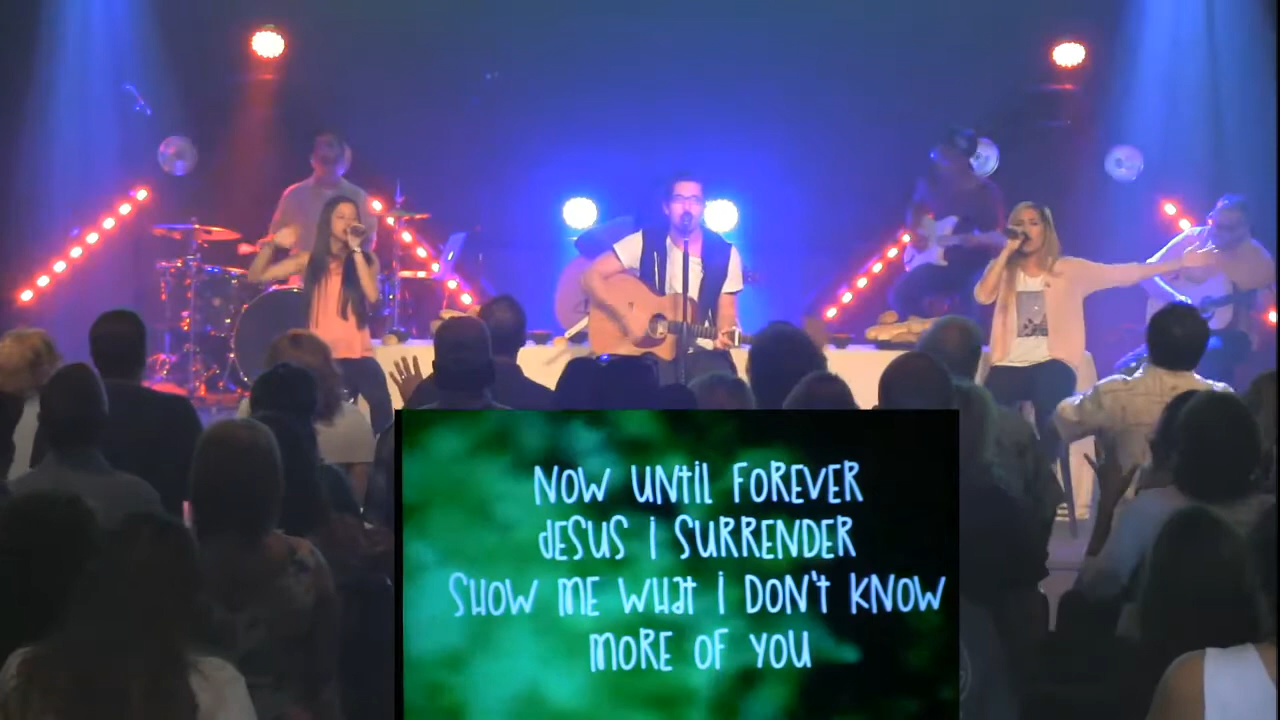 NOW UNTIL FOREVER
JESUS I SURRENDER
SHOW ME WHAT I DON'T KNOW
MORE OF YOU